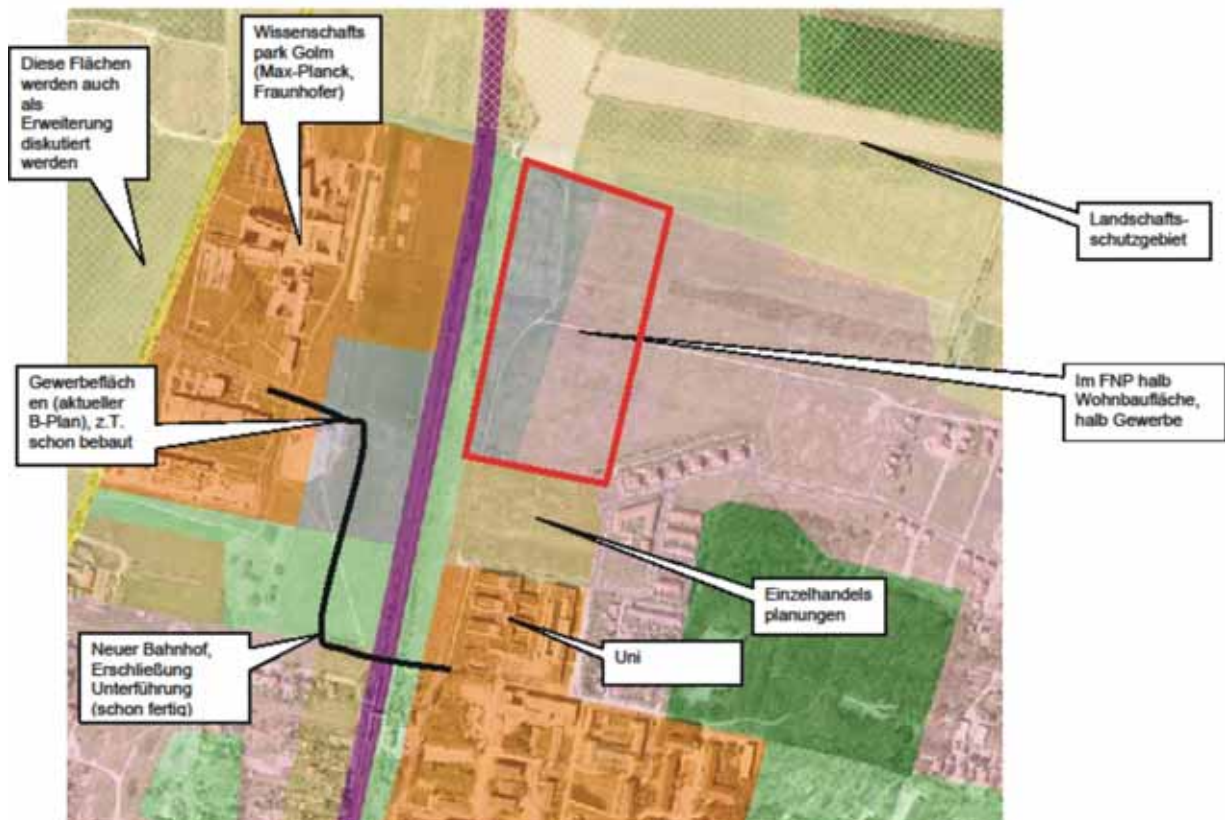 Diese Flächen
werden auch
als
Erweiterung
diskutiert
werden
Wissenschafts
park Golm
(Max-Planck,
Fraunhofer)
Landschafts-
schutzgebiet
Gewerbefläch
en (aktueller
B-Plan), z.T.
schon bebaut
Im FNP halb
Wohnbaufläche,
halb Gewerbe
Einzelhandels
planungen
Uni
Neuer Bahnhof,
Erschließung
Unterführung
(schon fertig)